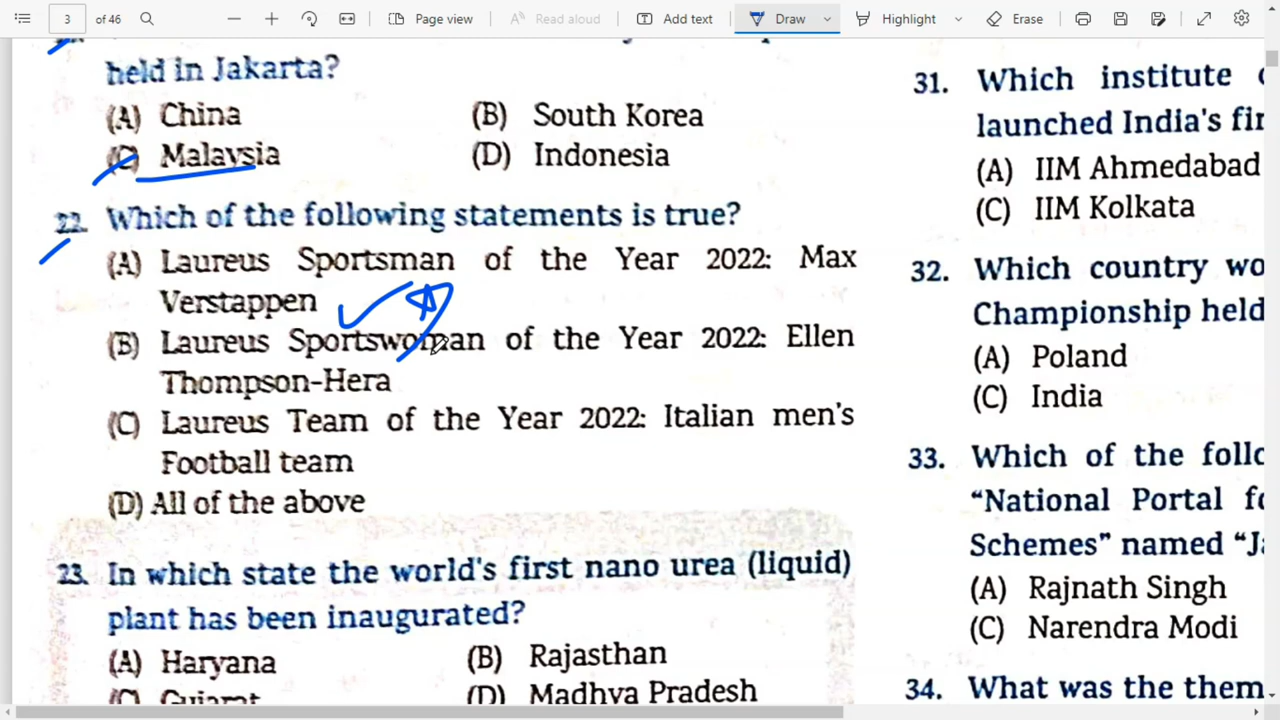 3 of 46
Page view
Read aloud
Add text
Draw
Highlight
Erase
held in Jakarta?
(A) China
(B) South Korea
(C) Malaysia
(D) Indonesia
22. Which of the following statements is true?
(A) Laureus Sportsman of the Year 2022: Max
Verstappen
(B) Laureus Sportswoman of the Year 2022: Ellen
Thompson-Hera
(C) Laureus Team of the Year 2022: Italian men's
Football team
(D) All of the above
23. In which state the world's first nano urea (liquid)
plant has been inaugurated?
(A) Haryana
(B) Rajasthan
(C) Gujarat
(D) Madhya Pradesh
31. Which institute
launched India's fir
(A) IIM Ahmedabad
(C) IIM Kolkata
32. Which country wo
Championship held
(A) Poland
(C) India
33. Which of the follo
"National Portal fo
Schemes" named "J
(A) Rajnath Singh
(C) Narendra Modi
34. What was the them